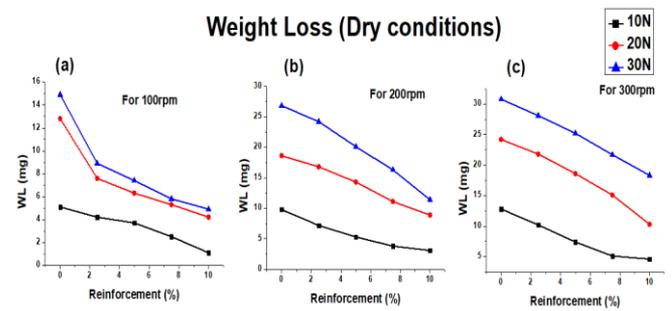 Weight Loss (Dry conditions)
10N
20N
30N
(a)
For 100rpm
WL (mg)
16
14
12
10
8
6
4
2
0
0 2 4 6 8 10
Reinforcement (%)
(b)
For 200rpm
WL (mg)
30
25
20
15
10
5
0
0 2 4 6 8 10
Reinforcement (%)
(c)
For 300rpm
WL (mg)
30
25
20
15
10
5
0 2 4 6 8 10
Reinforcement (%)